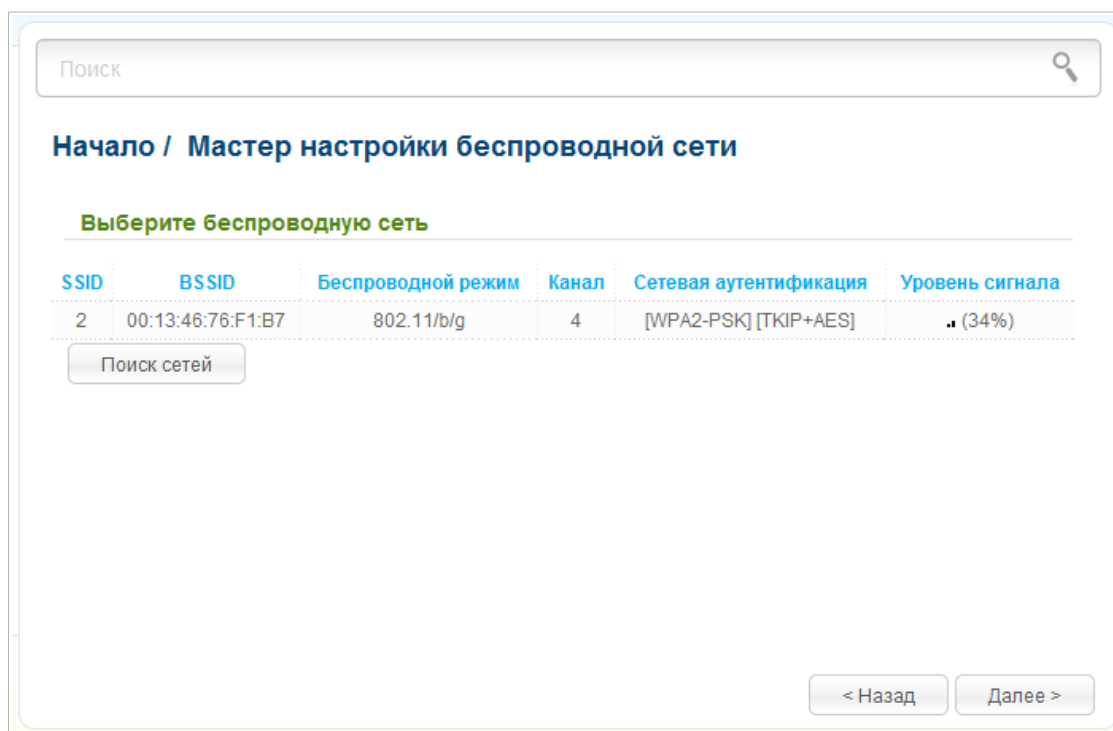 Поиск
Начало / Мастер настройки беспроводной сети
Выберите беспроводную сеть
SSID BSSID Беспроводной режим Канал Сетевая аутентификация Уровень сигнала
2 00:13:46:76:F1:B7 802.11/b/g 4 [WPA2-PSK] [TKIP+AES] (34%)
Поиск сетей
< Назад Далее >